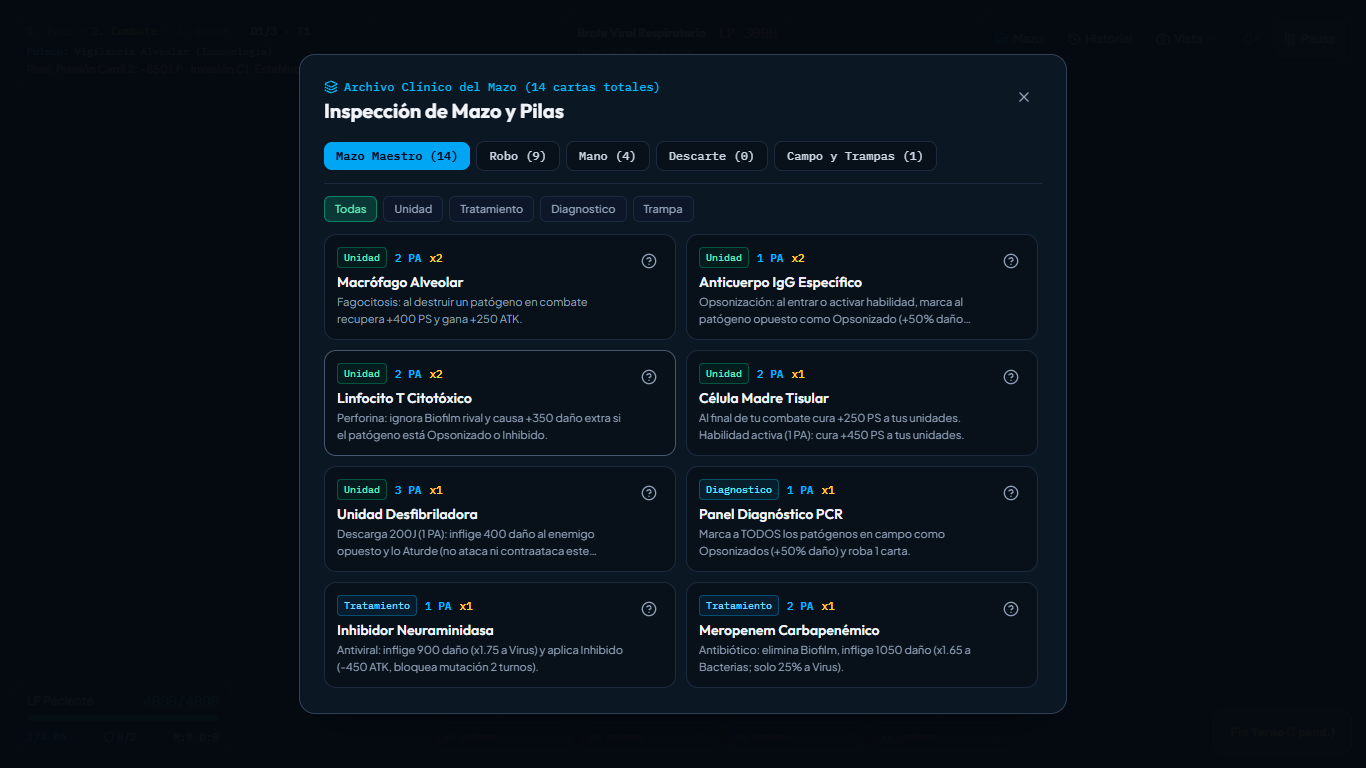 Archivo Clínico del Mazo (14 cartas totales)
Inspección de Mazo y Pilas
Mazo Maestro (14)
Robo (9)
Mano (4)
Descarte (0)
Campo y Trampas (1)
Todas
Unidad
Tratamiento
Diagnostico
Trampa
Unidad 2 PA x2
Macrófago Alveolar
Fagocitosis: al destruir un patógeno en combate
recupera +400 PS y gana +250 ATK.
Unidad 1 PA x2
Anticuerpo IgG Específico
Opsonización: al entrar o activar habilidad, marca al
patógeno opuesto como Opsonizado (+50% daño…
Unidad 2 PA x2
Linfocito T Citotóxico
Perforina: ignora Biofilm rival y causa +350 daño extra si
el patógeno está Opsonizado o Inhibido.
Unidad 2 PA x1
Célula Madre Tisular
Al final de tu combate cura +250 PS a tus unidades.
Habilidad activa (1 PA): cura +450 PS a tus unidades.
Unidad 3 PA x1
Unidad Desfibriladora
Descarga 200J (1 PA): inflige 400 daño al enemigo
opuesto y lo Aturde (no ataca ni contraataca este…
Diagnostico 1 PA x1
Panel Diagnóstico PCR
Marca a TODOS los patógenos en campo como
Opsonizados (+50% daño) y roba 1 carta.
Tratamiento 1 PA x1
Inhibidor Neuraminidasa
Antiviral: inflige 900 daño (x1.75 a Virus) y aplica Inhibido
(-450 ATK, bloquea mutación 2 turnos).
Tratamiento 2 PA x1
Meropenem Carbapenémico
Antibiótico: elimina Biofilm, inflige 1050 daño (x1.65 a
Bacterias; solo 25% a Virus).
LP Paciente